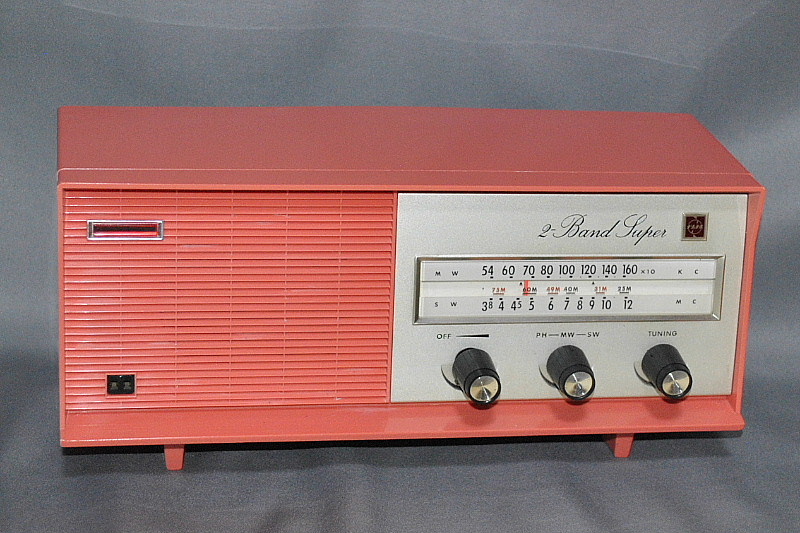 2-Band Super
MW 54 60 70 80 100 120 140 160 ×10 KC
75M 60M 49M 40M 31M 25M
SW 3.8 4 4.5 5 6 7 8 9 10 12 MC
OFF PH—MW—SW TUNING